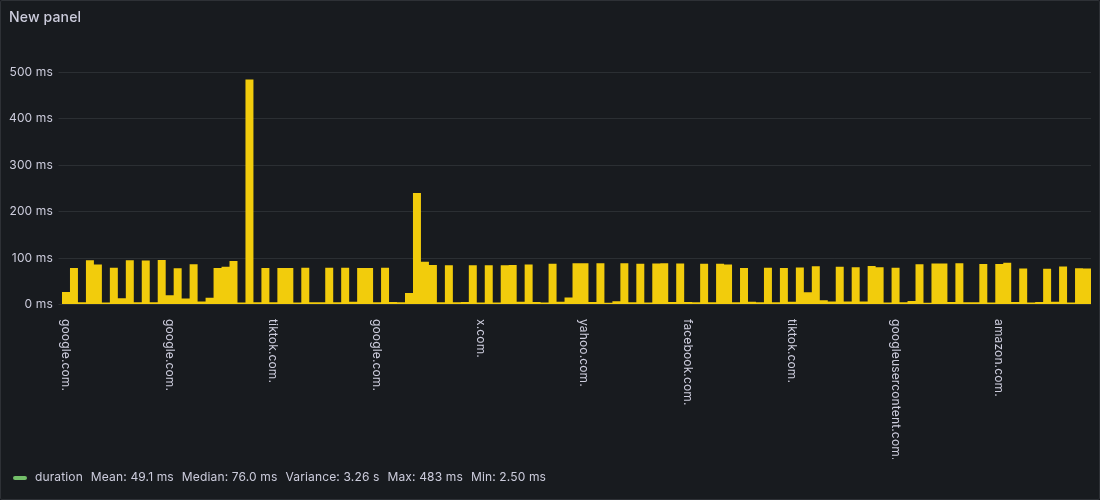 New panel
500 ms
400 ms
300 ms
200 ms
100 ms
0 ms
google.com.
google.com.
tiktok.com.
google.com.
x.com.
yahoo.com.
facebook.com.
tiktok.com.
googleusercontent.com.
amazon.com.
duration Mean: 49.1 ms Median: 76.0 ms Variance: 3.26 s Max: 483 ms Min: 2.50 ms